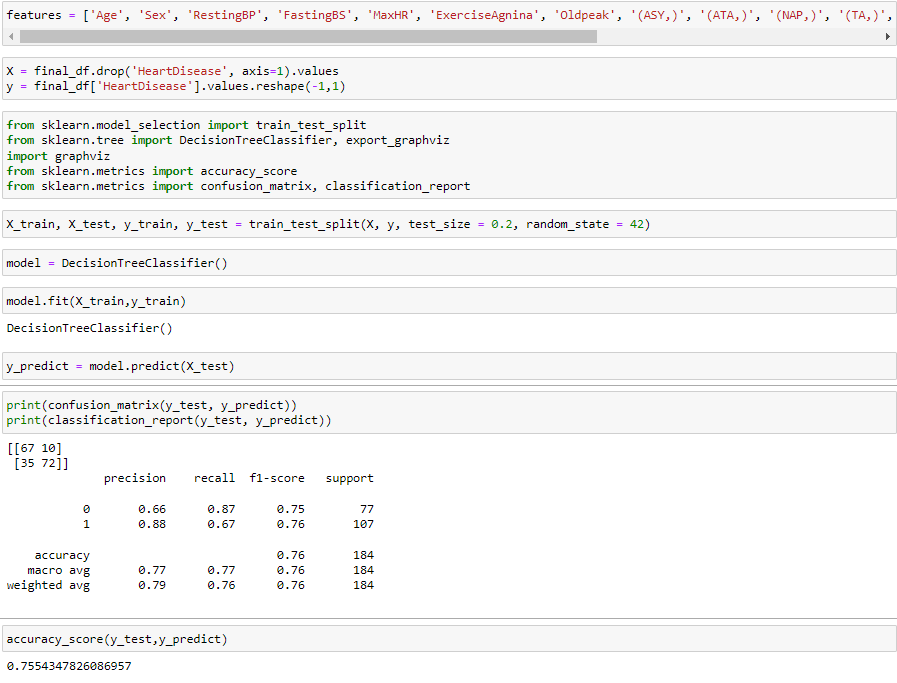 features = ['Age', 'Sex', 'RestingBP', 'FastingBS', 'MaxHR', 'ExerciseAgnina', 'Oldpeak', '(ASY,)', '(ATA,)', '(NAP,)', '(TA,)',
X = final_df.drop('HeartDisease', axis=1).values
y = final_df['HeartDisease'].values.reshape(-1,1)
from sklearn.model_selection import train_test_split
from sklearn.tree import DecisionTreeClassifier, export_graphviz
import graphviz
from sklearn.metrics import accuracy_score
from sklearn.metrics import confusion_matrix, classification_report
X_train, X_test, y_train, y_test = train_test_split(X, y, test_size = 0.2, random_state = 42)
model = DecisionTreeClassifier()
model.fit(X_train,y_train)
DecisionTreeClassifier()
y_predict = model.predict(X_test)
print(confusion_matrix(y_test, y_predict))
print(classification_report(y_test, y_predict))
[[67 10]
 [35 72]]
              precision    recall  f1-score   support
           0       0.66      0.87      0.75        77
           1       0.88      0.67      0.76       107
    accuracy                           0.76       184
   macro avg       0.77      0.77      0.76       184
weighted avg       0.79      0.76      0.76       184
accuracy_score(y_test,y_predict)
0.7554347826086957